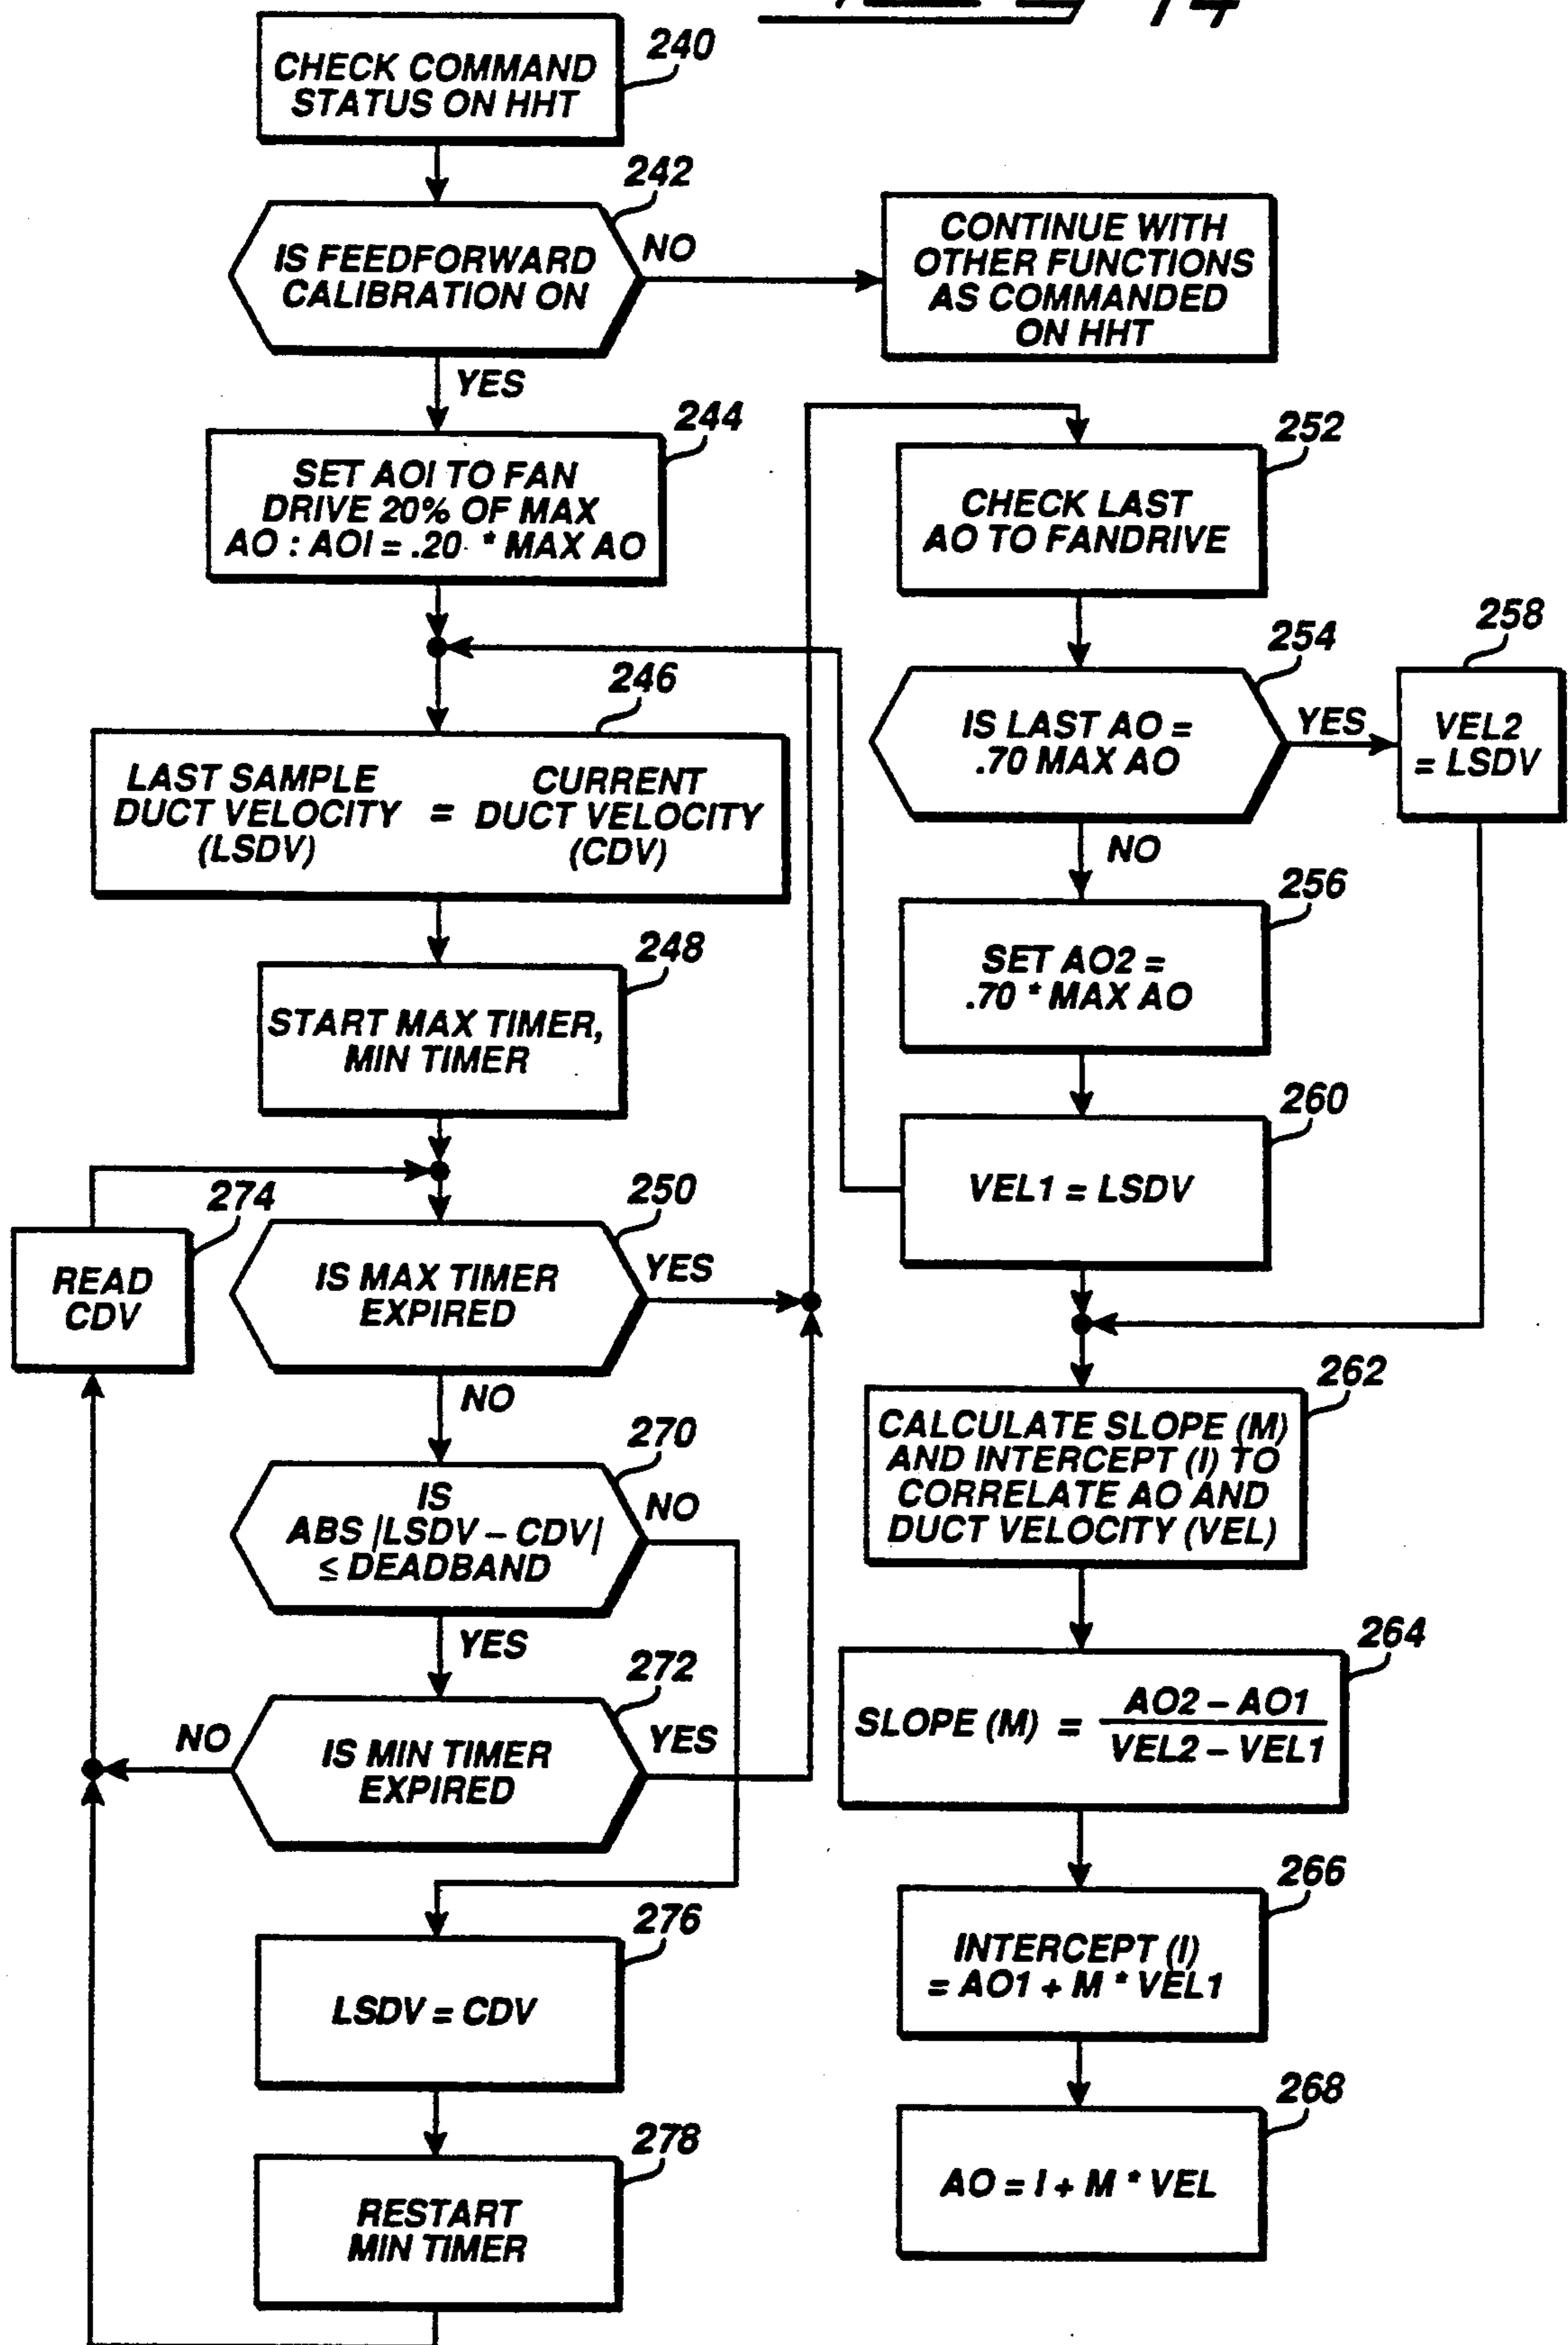 CHECK COMMAND
STATUS ON HHT
240
242
IS FEEDFORWARD
CALIBRATION ON
NO
YES
CONTINUE WITH
OTHER FUNCTIONS
AS COMMANDED
ON HHT
244
SET AOI TO FAN
DRIVE 20% OF MAX
AO : AOI = .20 * MAX AO
246
LAST SAMPLE
DUCT VELOCITY
(LSDV)
=
CURRENT
DUCT VELOCITY
(CDV)
248
START MAX TIMER,
MIN TIMER
274
READ
CDV
250
IS MAX TIMER
EXPIRED
YES
NO
270
IS
ABS |LSDV – CDV|
≤ DEADBAND
NO
YES
272
IS MIN TIMER
EXPIRED
NO
YES
276
LSDV = CDV
278
RESTART
MIN TIMER
252
CHECK LAST
AO TO FANDRIVE
254
IS LAST AO =
.70 MAX AO
YES
NO
258
VEL2
= LSDV
256
SET AO2 =
.70 * MAX AO
260
VEL1 = LSDV
262
CALCULATE SLOPE (M)
AND INTERCEPT (I) TO
CORRELATE AO AND
DUCT VELOCITY (VEL)
264
SLOPE (M) =
AO2 – AO1
VEL2 – VEL1
266
INTERCEPT (I)
= AO1 + M * VEL1
268
AO = I + M * VEL